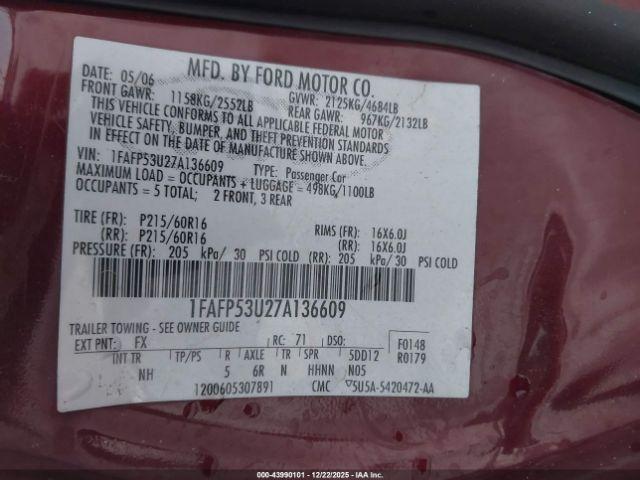 MFD. BY FORD MOTOR CO.
DATE: 05/06 GVWR: 2125KG/4684LB
FRONT GAWR: 1158KG/2552LB REAR GAWR: 967KG/2132LB
THIS VEHICLE CONFORMS TO ALL APPLICABLE FEDERAL MOTOR
VEHICLE SAFETY, BUMPER, AND THEFT PREVENTION STANDARDS
IN EFFECT ON THE DATE OF MANUFACTURE SHOWN ABOVE.
VIN: 1FAFP53U27A136609 TYPE: Passenger Car
MAXIMUM LOAD = OCCUPANTS + LUGGAGE = 498KG/1100LB
OCCUPANTS = 5 TOTAL; 2 FRONT, 3 REAR
TIRE (FR): P215/60R16 RIMS (FR): 16X6.0J
(RR): P215/60R16 (RR): 16X6.0J
PRESSURE (FR): 205 kPa/ 30 PSI COLD (RR): 205 kPa/ 30 PSI COLD
1FAFP53U27A136609
TRAILER TOWING - SEE OWNER GUIDE
EXT PNT: FX RC: 71 DSO: F0148
INT TR TP/PS R AXLE TR SPR 5DD12 R0179
NH 5 6R N HHNN N05
1200605307891 CMC ▽5U5A-5420472-AA
000-43990101 - 12/22/2025 - IAA, Inc.